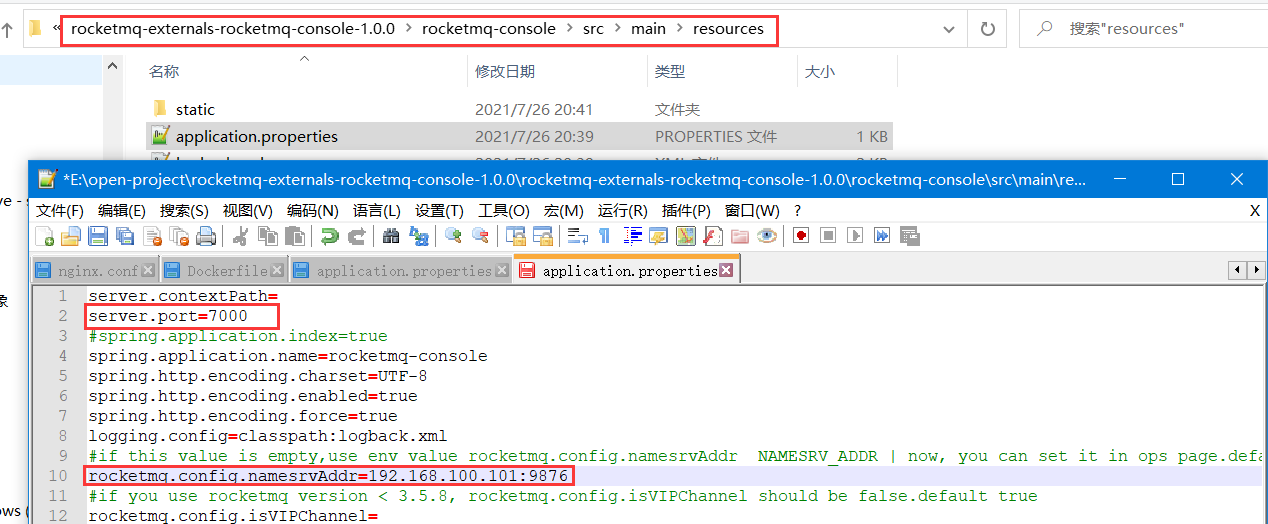 « rocketmq-externals-rocketmq-console-1.0.0 > rocketmq-console > src > main > resources
搜索"resources"
名称 修改日期 类型 大小
static 2021/7/26 20:41 文件夹
application.properties 2021/7/26 20:39 PROPERTIES 文件 1 KB
*E:\open-project\rocketmq-externals-rocketmq-console-1.0.0\rocketmq-externals-rocketmq-console-1.0.0\rocketmq-console\src\main\re...
文件(F) 编辑(E) 搜索(S) 视图(V) 编码(N) 语言(L) 设置(T) 工具(O) 宏(M) 运行(R) 插件(P) 窗口(W) ? X
nginx.conf Dockerfile application.properties application.properties
1 server.contextPath=
2 server.port=7000
3 #spring.application.index=true
4 spring.application.name=rocketmq-console
5 spring.http.encoding.charset=UTF-8
6 spring.http.encoding.enabled=true
7 spring.http.encoding.force=true
8 logging.config=classpath:logback.xml
9 #if this value is empty,use env value rocketmq.config.namesrvAddr  NAMESRV_ADDR | now, you can set it in ops page.defa
10 rocketmq.config.namesrvAddr=192.168.100.101:9876
11 #if you use rocketmq version < 3.5.8, rocketmq.config.isVIPChannel should be false.default true
12 rocketmq.config.isVIPChannel=